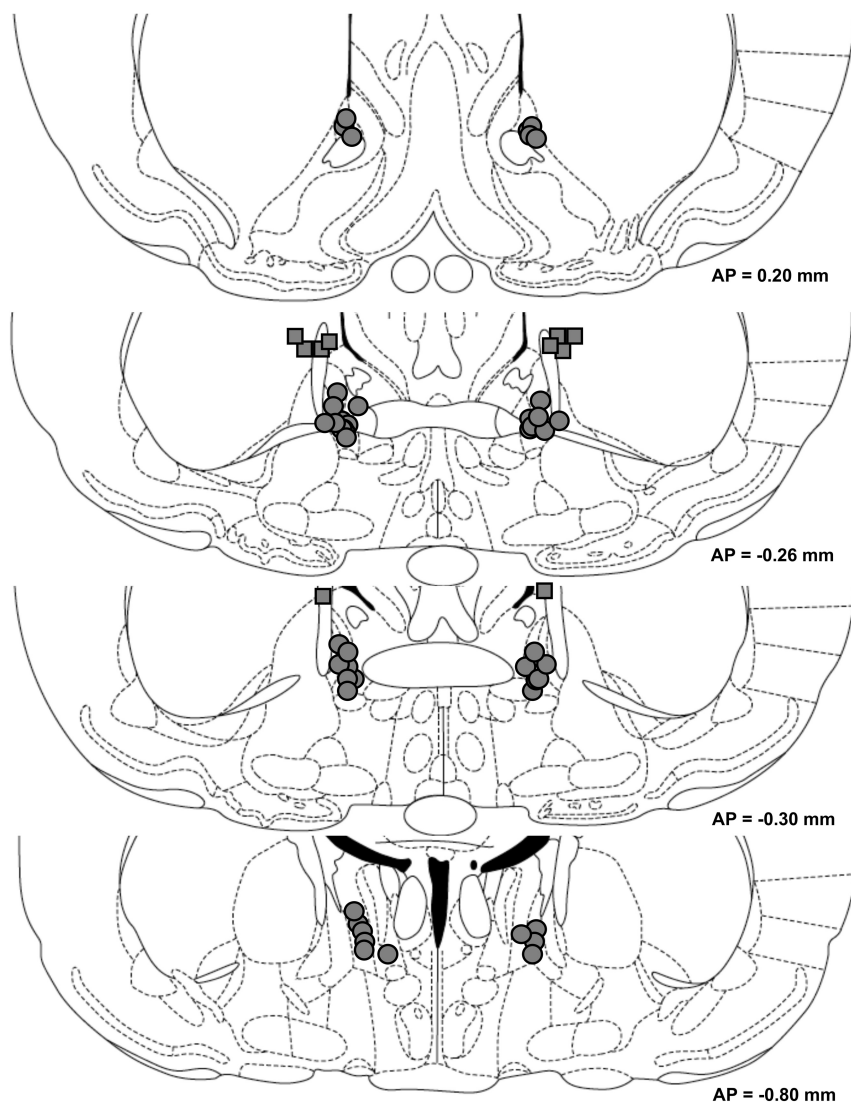 AP = 0.20 mm
AP = -0.26 mm
AP = -0.30 mm
AP = -0.80 mm